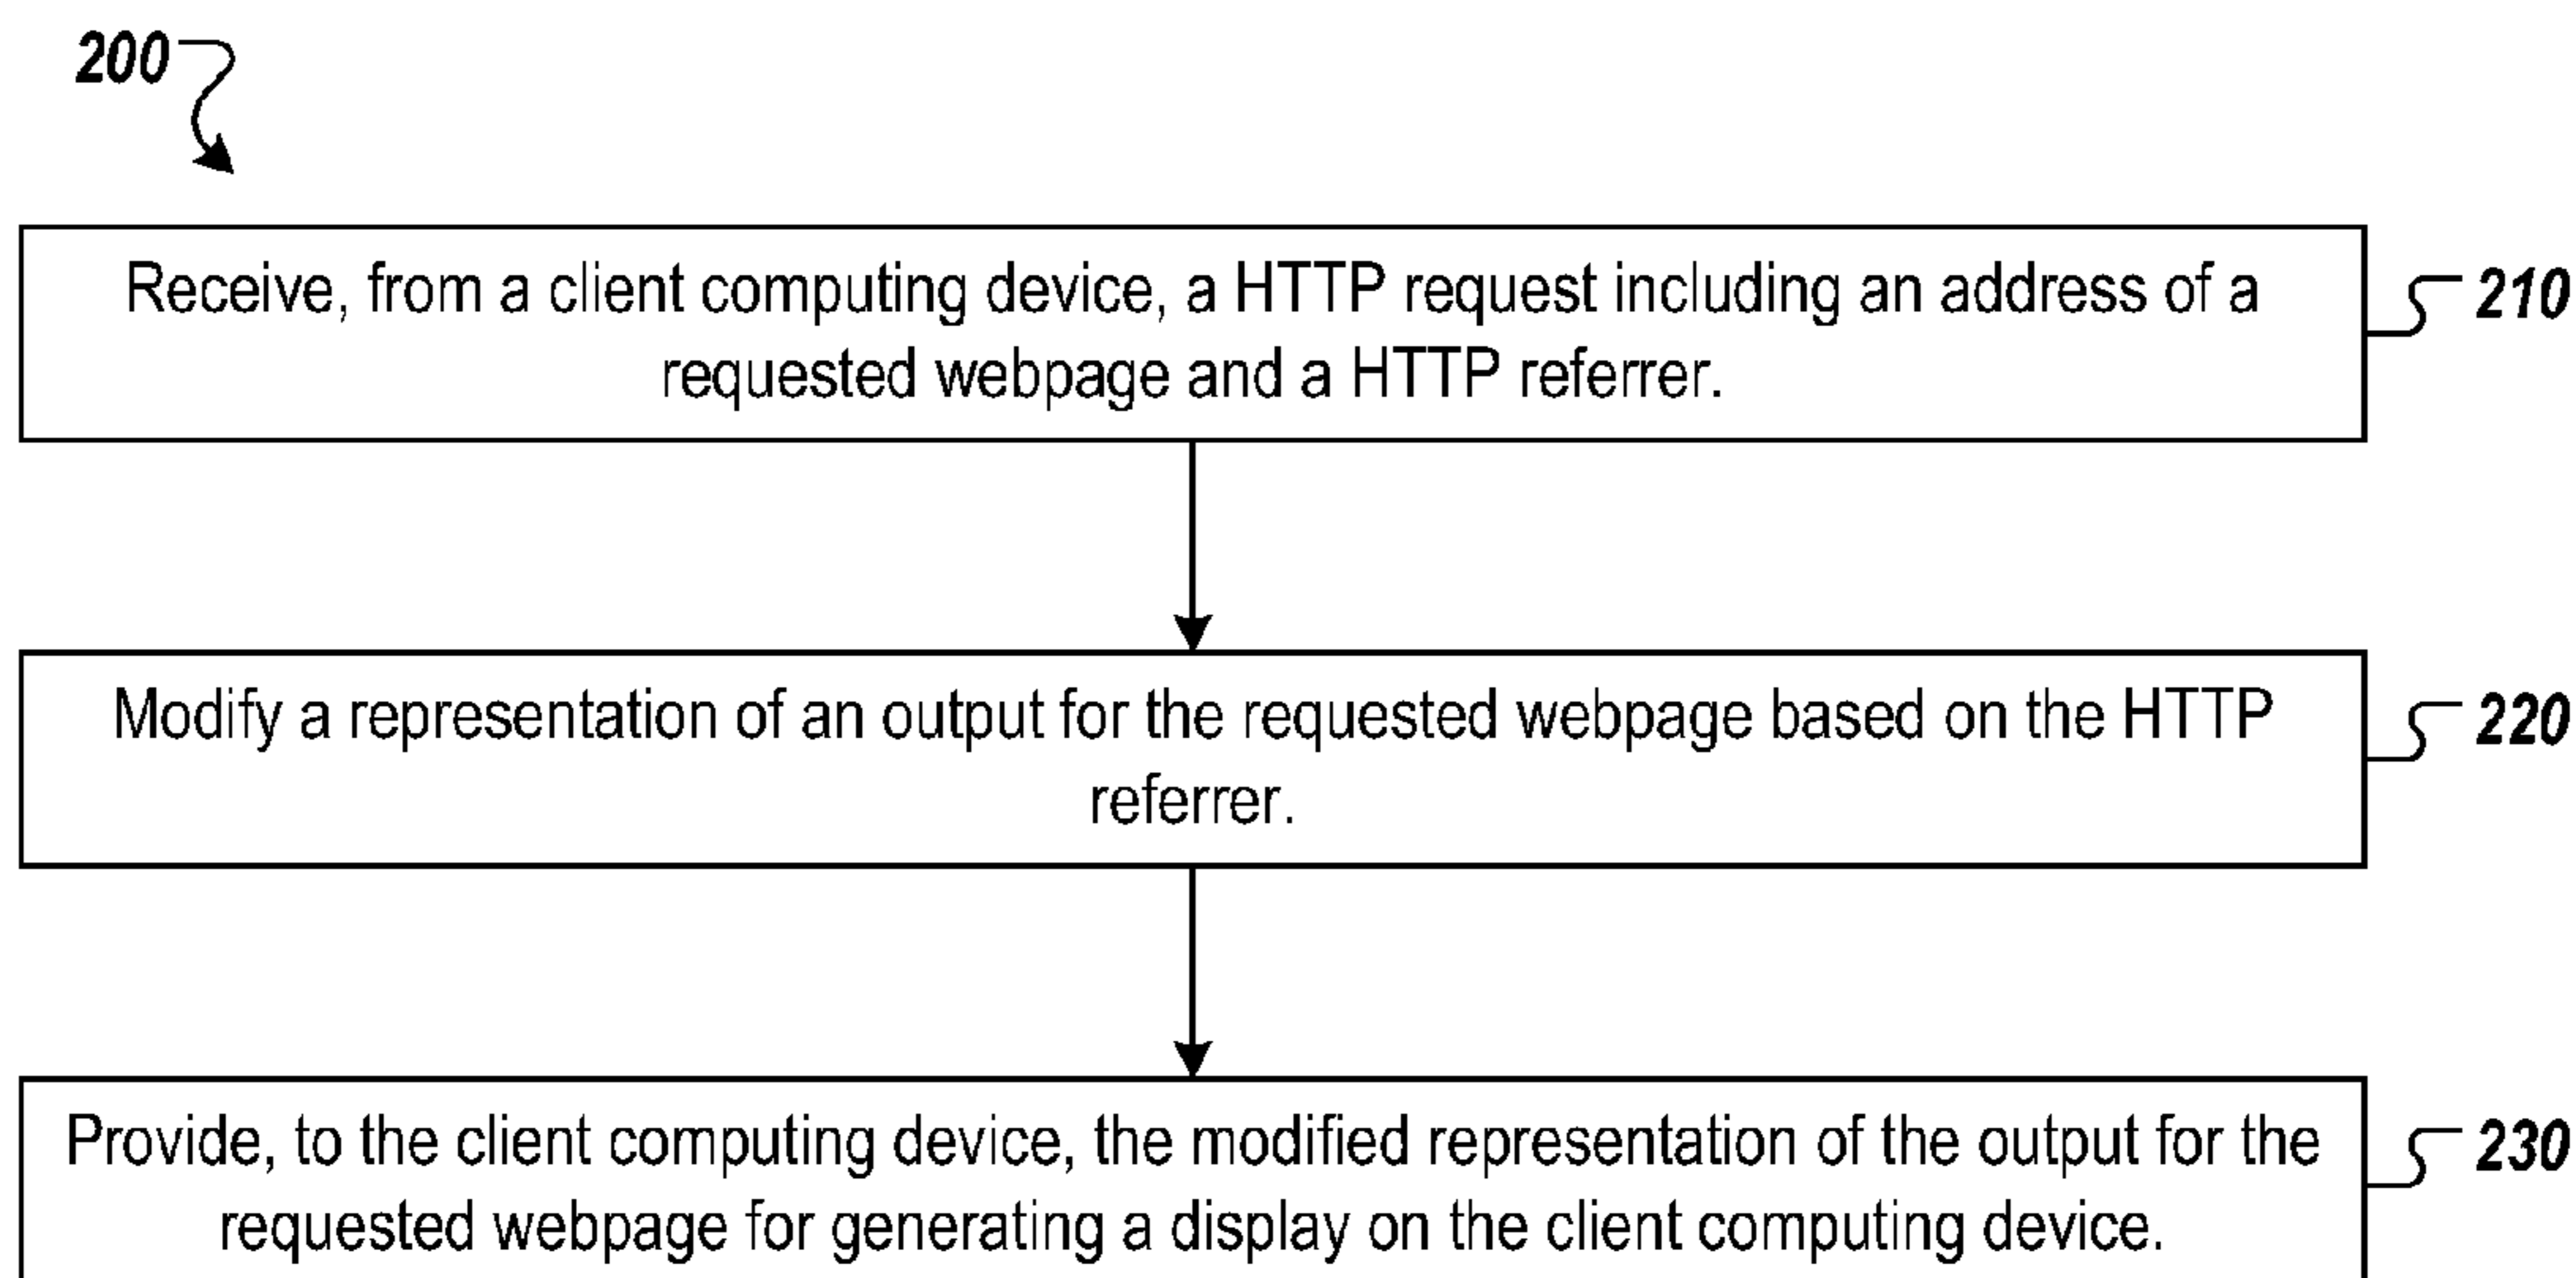 200
Receive, from a client computing device, a HTTP request including an address of a
requested webpage and a HTTP referrer.
210
Modify a representation of an output for the requested webpage based on the HTTP
referrer.
220
Provide, to the client computing device, the modified representation of the output for the
requested webpage for generating a display on the client computing device.
230